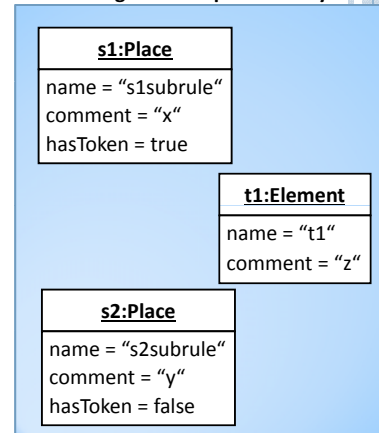 s1:Place
name = “s1subrule“
comment = “x“
hasToken = true
t1:Element
name = “t1“
comment = “z“
s2:Place
name = “s2subrule“
comment = “y“
hasToken = false